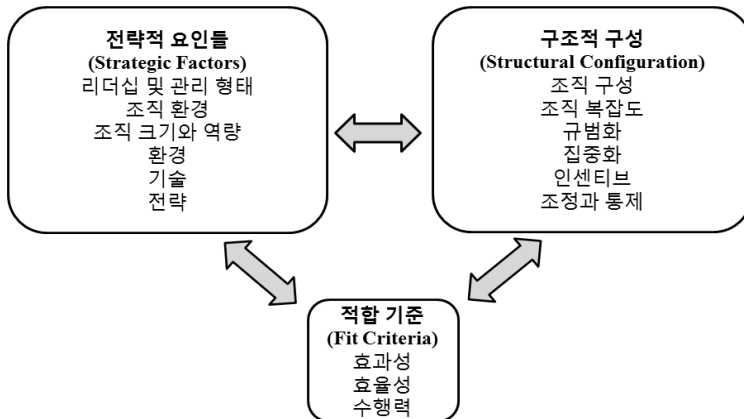 전략적 요인들
(Strategic Factors)
리더십 및 관리 형태
조직 환경
조직 크기와 역량
환경
기술
전략
구조적 구성
(Structural Configuration)
조직 구성
조직 복잡도
규범화
집중화
인센티브
조정과 통제
적합 기준
(Fit Criteria)
효과성
효율성
수행력